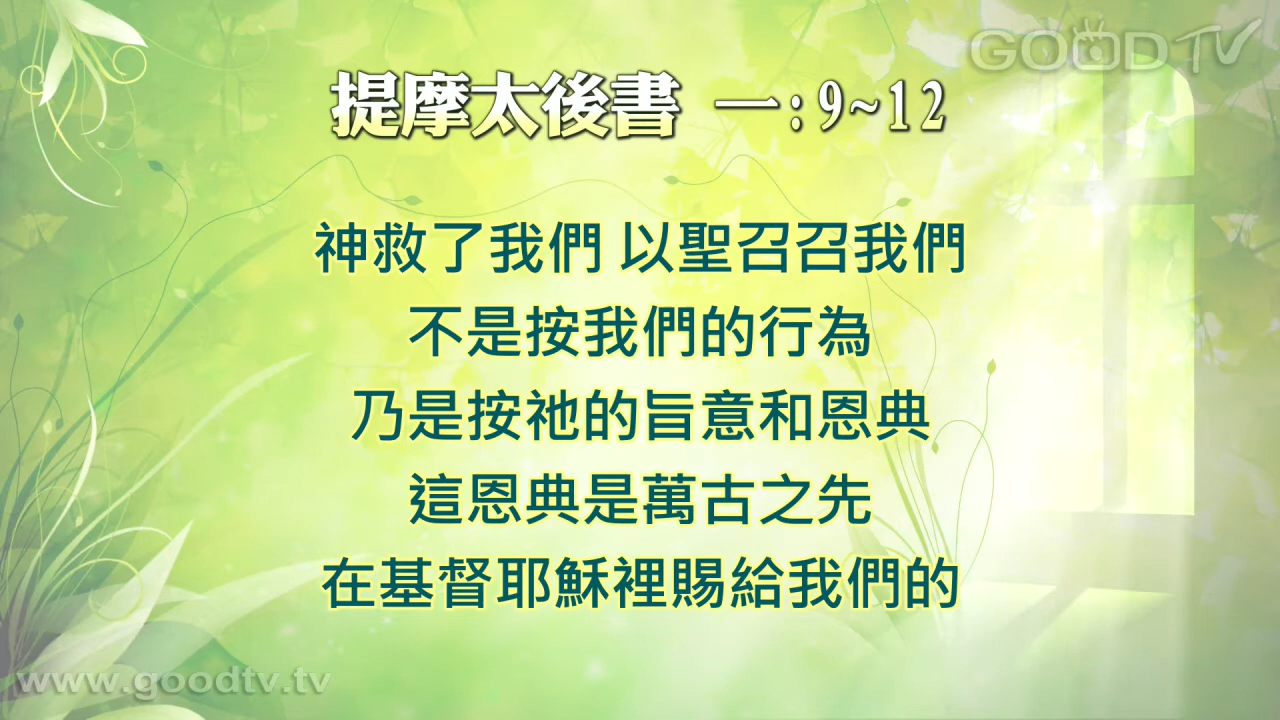 GOOD TV
提摩太後書 一:9~12
神救了我們 以聖召召我們
不是按我們的行為
乃是按祂的旨意和恩典
這恩典是萬古之先
在基督耶穌裡賜給我們的
www.goodtv.tv